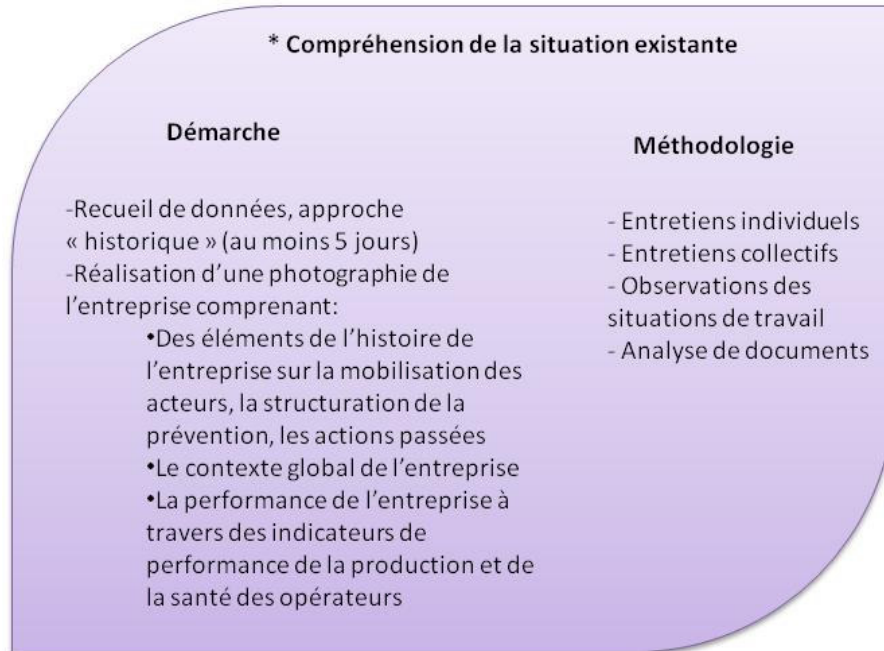 * Compréhension de la situation existante
Démarche
-Recueil de données, approche
« historique » (au moins 5 jours)
-Réalisation d'une photographie de
l'entreprise comprenant:
•Des éléments de l'histoire de
l'entreprise sur la mobilisation des
acteurs, la structuration de la
prévention, les actions passées
•Le contexte global de l'entreprise
•La performance de l'entreprise à
travers des indicateurs de
performance de la production et de
la santé des opérateurs
Méthodologie
- Entretiens individuels
- Entretiens collectifs
- Observations des
situations de travail
- Analyse de documents